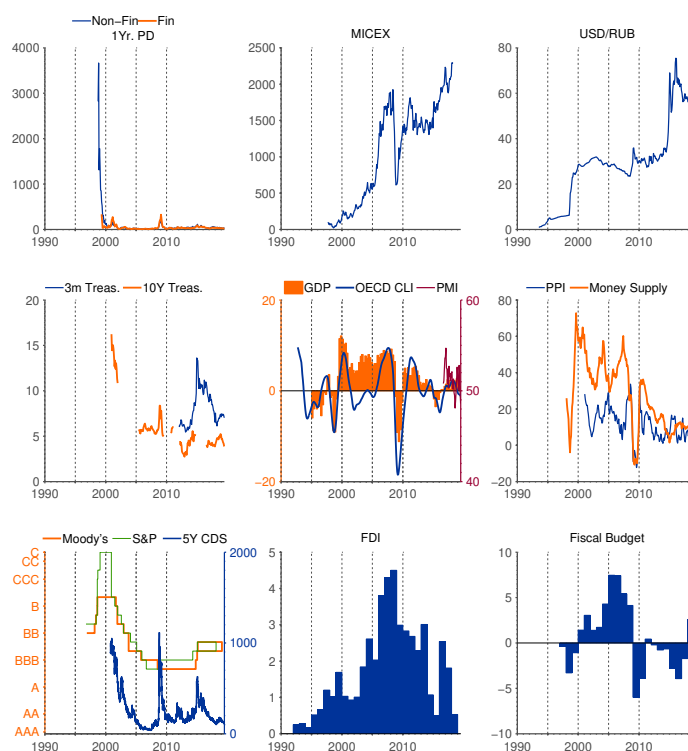 Non−Fin Fin
1Yr. PD
MICEX
USD/RUB
4000
3000
2000
1000
0
1990 2000 2010
2500
2000
1500
1000
500
0
1990 2000 2010
80
60
40
20
0
1990 2000 2010
3m Treas. 10Y Treas.
GDP OECD CLI PMI
PPI Money Supply
20
15
10
5
0
1990 2000 2010
20
0
−20
60
50
40
1990 2000 2010
80
60
40
20
0
−20
1990 2000 2010
Moody's S&P 5Y CDS
FDI
Fiscal Budget
C
CC
CCC
B
BB
BBB
A
AA
AAA
2000
1000
0
1990 2000 2010
5
4
3
2
1
0
1990 2000 2010
10
5
0
−5
−10
1990 2000 2010